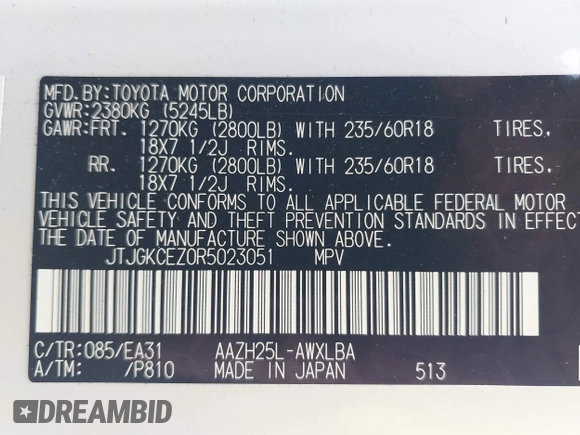 MFD.BY:TOYOTA MOTOR CORPORATION
GVWR:2380KG (5245LB)
GAWR:FRT. 1270KG (2800LB) WITH 235/60R18 TIRES,
18X7 1/2J RIMS.
RR. 1270KG (2800LB) WITH 235/60R18 TIRES,
18X7 1/2J RIMS.
THIS VEHICLE CONFORMS TO ALL APPLICABLE FEDERAL MOTOR
VEHICLE SAFETY AND THEFT PREVENTION STANDARDS IN EFFECT
THE DATE OF MANUFACTURE SHOWN ABOVE.
JTJGKCEZ0R5023051 MPV
C/TR:085/EA31 AAZH25L-AWXLBA
A/TM: /P810 MADE IN JAPAN 513
DREAMBID